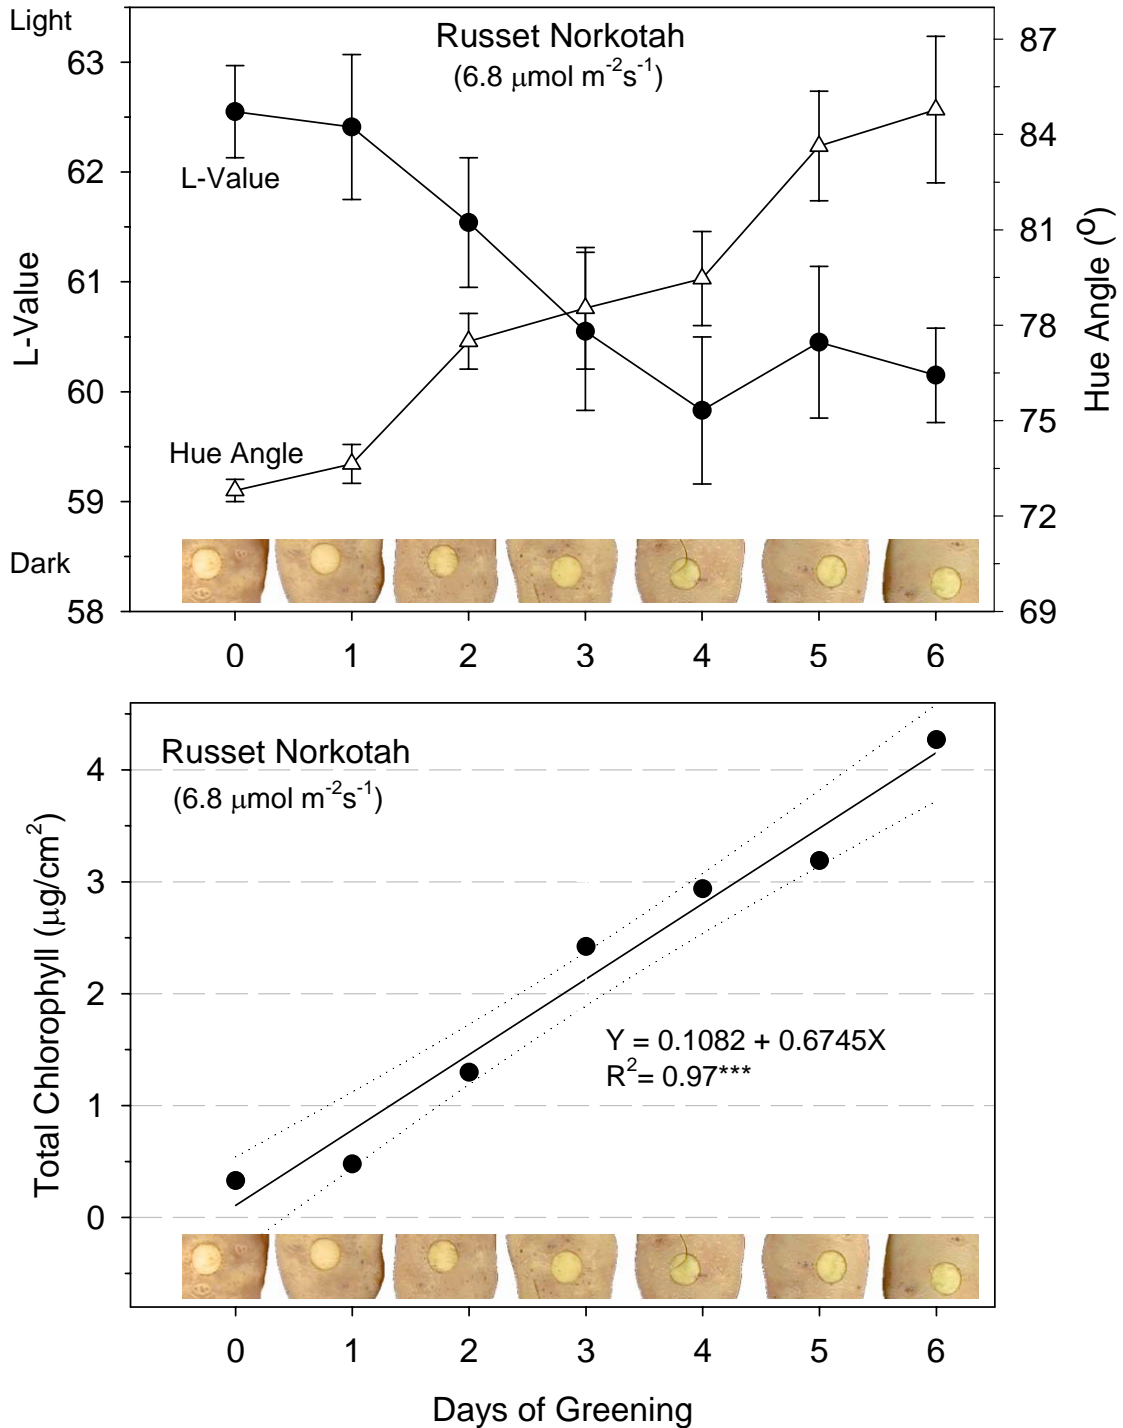 Light
Russet Norkotah
(6.8 μmol m⁻²s⁻¹)
63
62
61
60
59
58
L-Value
L-Value
Hue Angle
Dark
87
84
81
78
75
72
69
Hue Angle (º)
0 1 2 3 4 5 6
Russet Norkotah
(6.8 μmol m⁻²s⁻¹)
4
3
2
1
0
Total Chlorophyll (μg/cm²)
Y = 0.1082 + 0.6745X
R²= 0.97***
0 1 2 3 4 5 6
Days of Greening